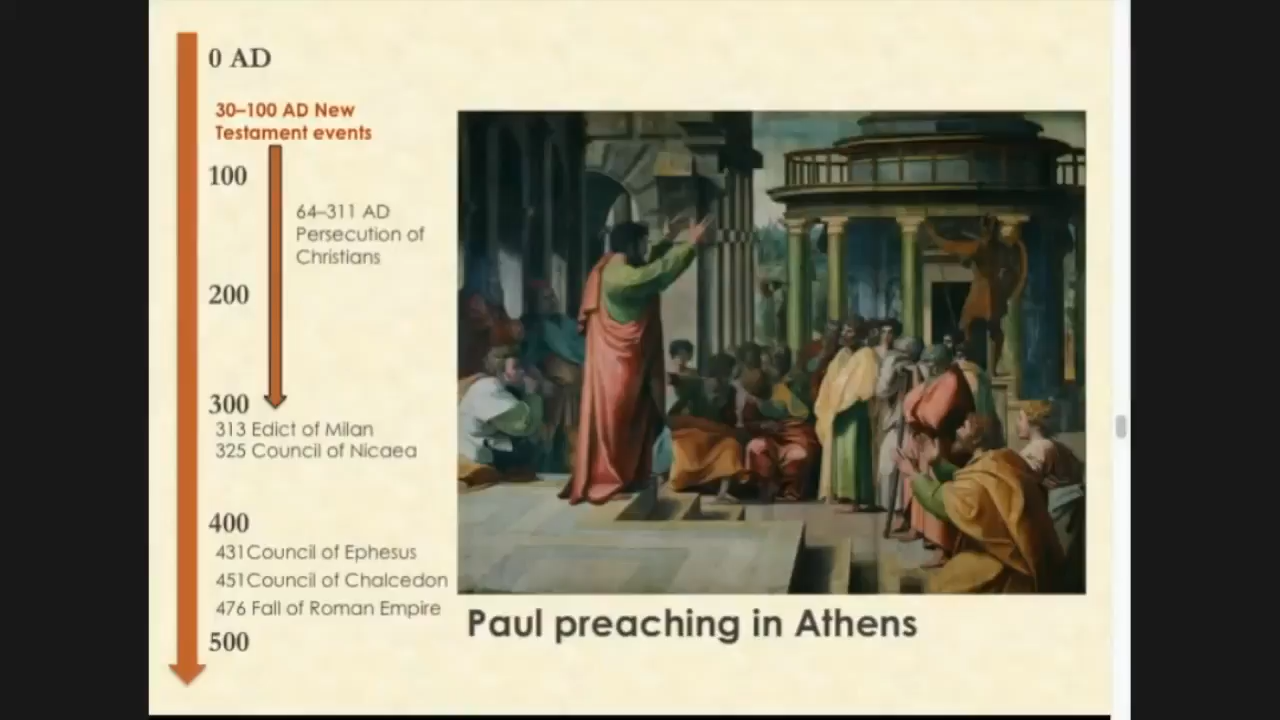 0 AD
30–100 AD New
Testament events
100
64–311 AD
Persecution of
Christians
200
300
313 Edict of Milan
325 Council of Nicaea
400
431Council of Ephesus
451Council of Chalcedon
476 Fall of Roman Empire
500
Paul preaching in Athens